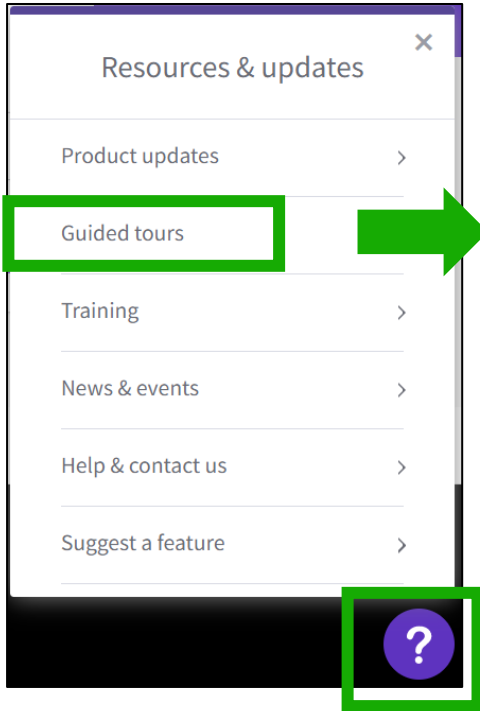 Resources & updates
Product updates
Guided tours
Training
News & events
Help & contact us
Suggest a feature
?